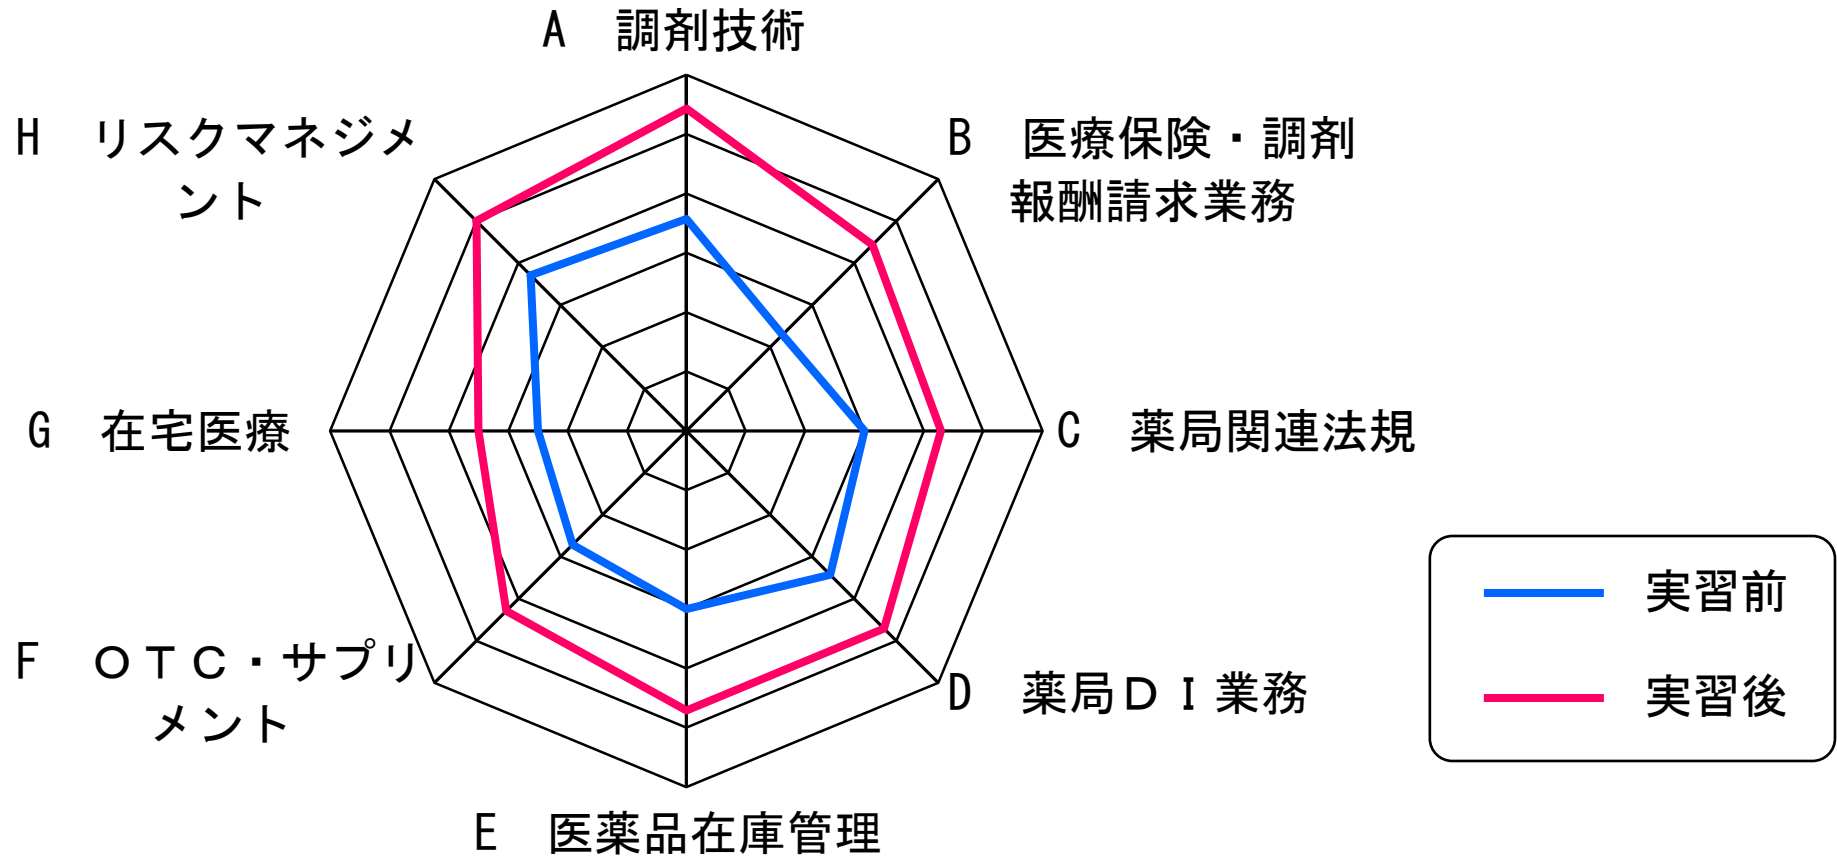 A 調剤技術
B 医療保険・調剤
報酬請求業務
C 薬局関連法規
D 薬局ＤＩ業務
E 医薬品在庫管理
F ＯＴＣ・サプリ
メント
G 在宅医療
H リスクマネジメ
ント
実習前
実習後